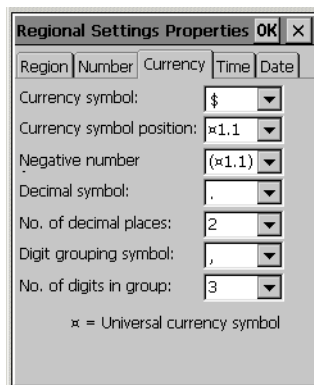 Regional Settings Properties OK ×
Region Number Currency Time Date
Currency symbol: $
Currency symbol position: ¤1.1
Negative number (¤1.1)
Decimal symbol: .
No. of decimal places: 2
Digit grouping symbol: ,
No. of digits in group: 3
¤ = Universal currency symbol